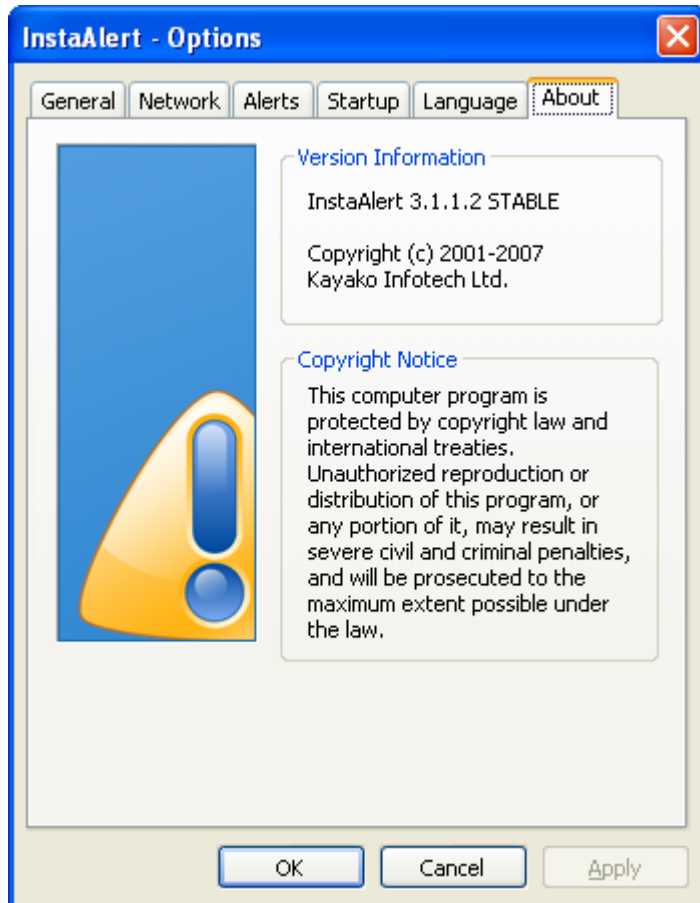 InstaAlert - Options
General Network Alerts Startup Language About
Version Information
InstaAlert 3.1.1.2 STABLE
Copyright (c) 2001-2007
Kayako Infotech Ltd.
Copyright Notice
This computer program is
protected by copyright law and
international treaties.
Unauthorized reproduction or
distribution of this program, or
any portion of it, may result in
severe civil and criminal penalties,
and will be prosecuted to the
maximum extent possible under
the law.
OK Cancel Apply